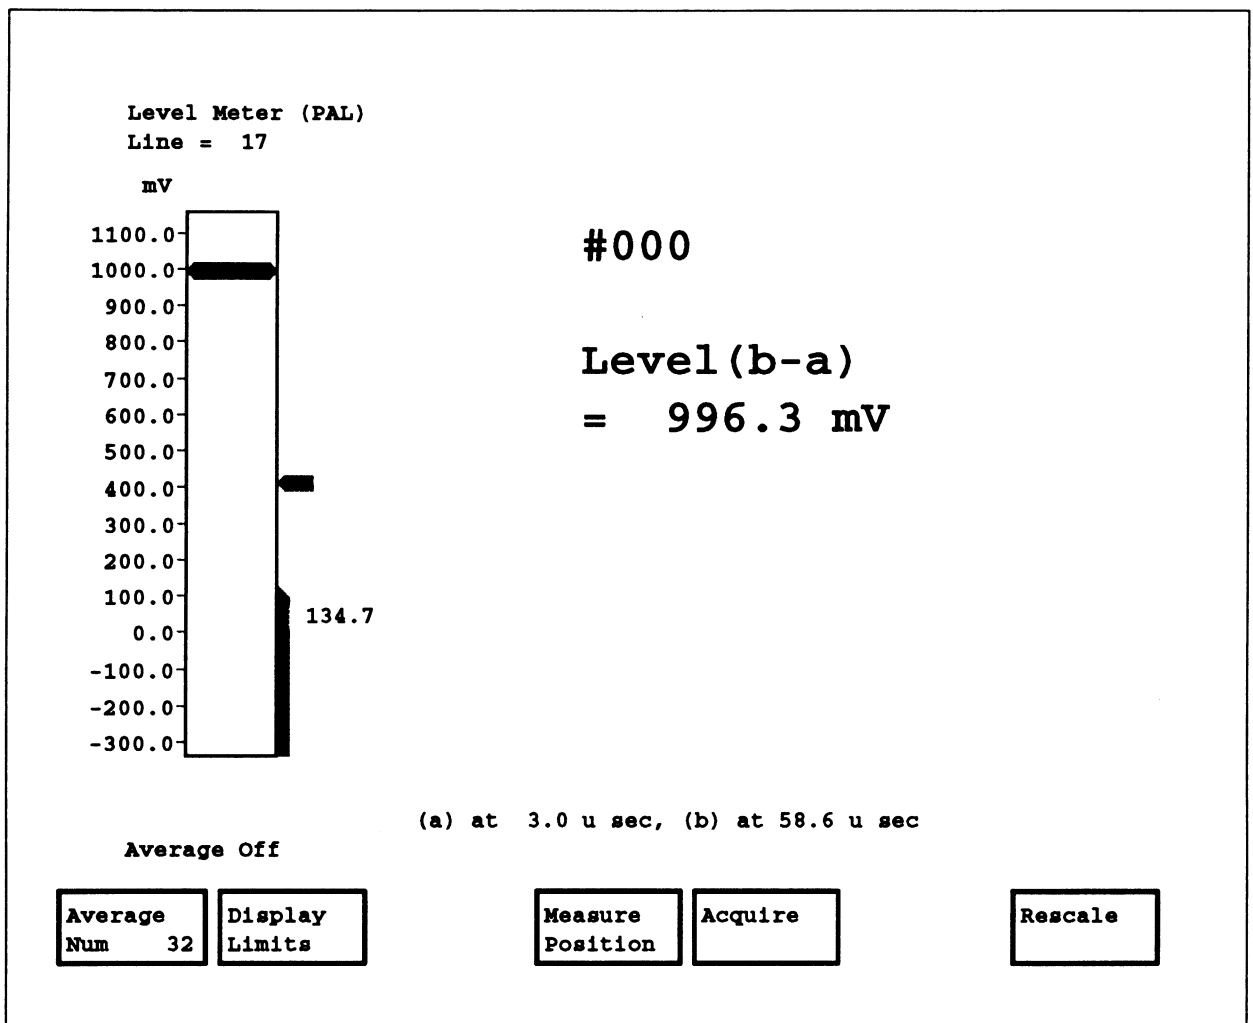 Level Meter (PAL)
Line =  17
mV
1100.0
1000.0
900.0
800.0
700.0
600.0
500.0
400.0
300.0
200.0
100.0
0.0
-100.0
-200.0
-300.0
134.7
#000
Level(b-a)
=  996.3 mV
(a) at  3.0 u sec, (b) at 58.6 u sec
Average Off
Average
Num    32
Display
Limits
Measure
Position
Acquire
Rescale